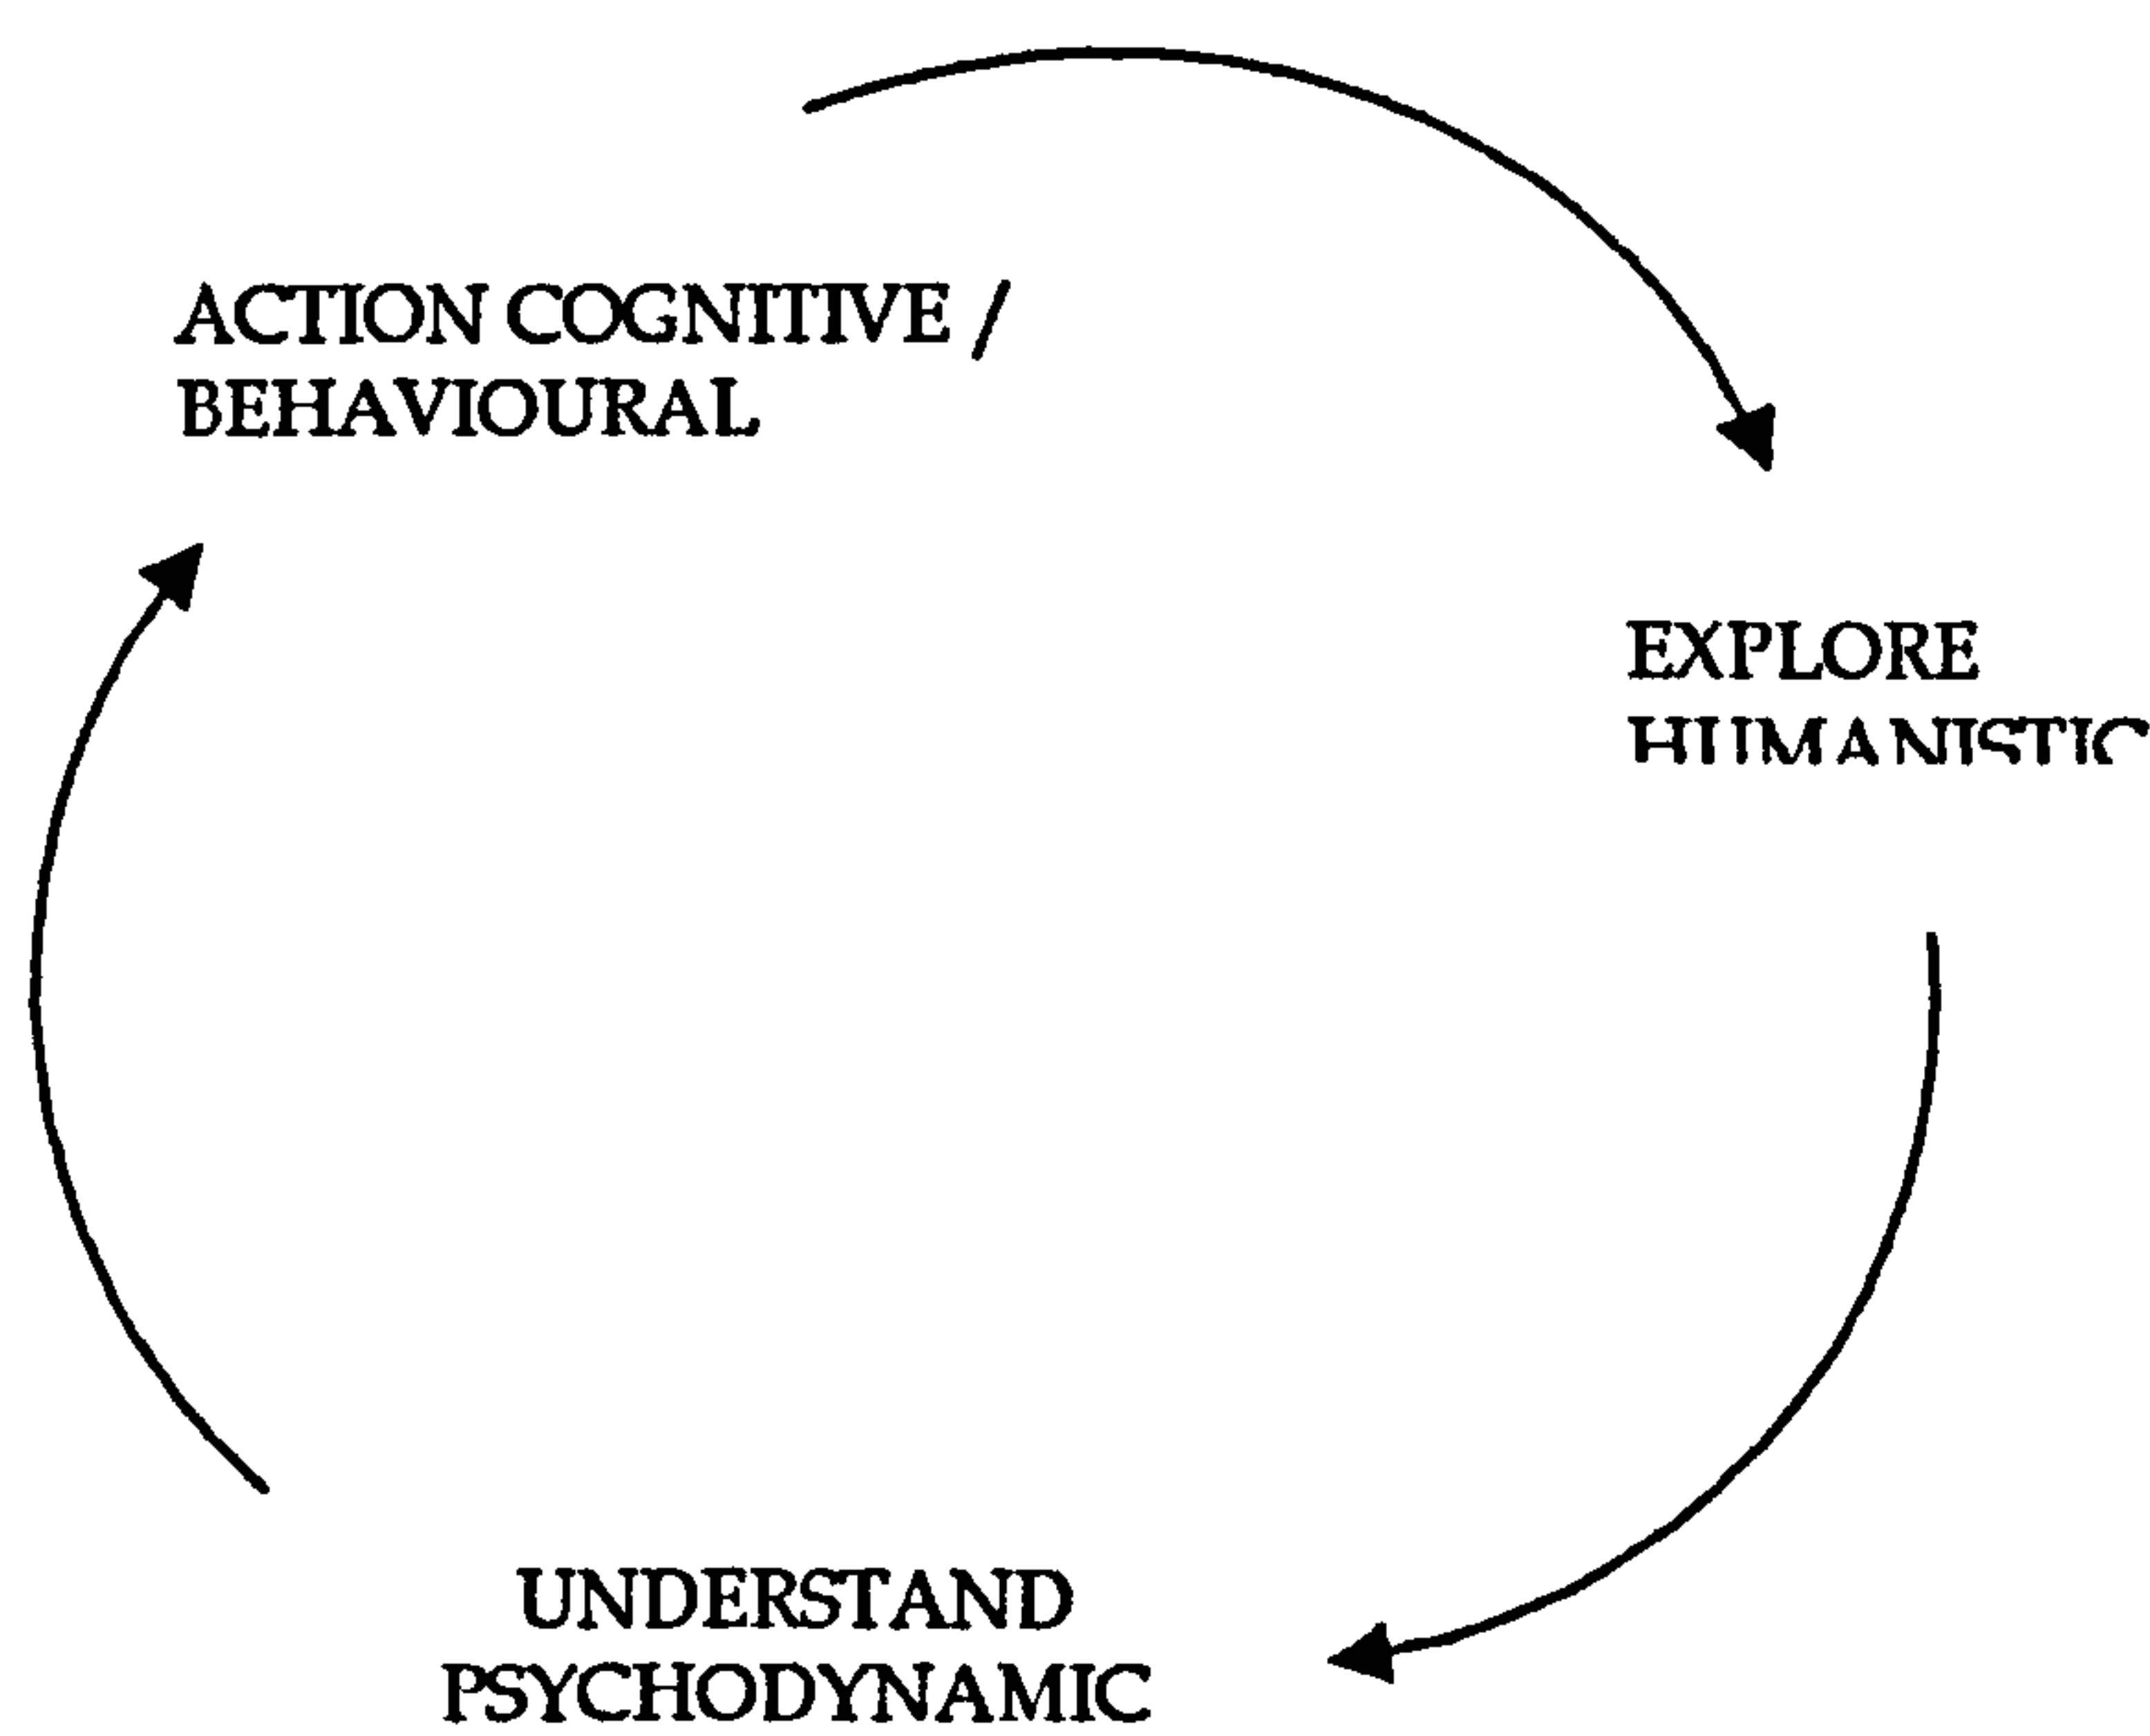 ACTION COGNITIVE /
BEHAVIOURAL
EXPLORE
HUMANISTIC
UNDERSTAND
PSYCHODYNAMIC